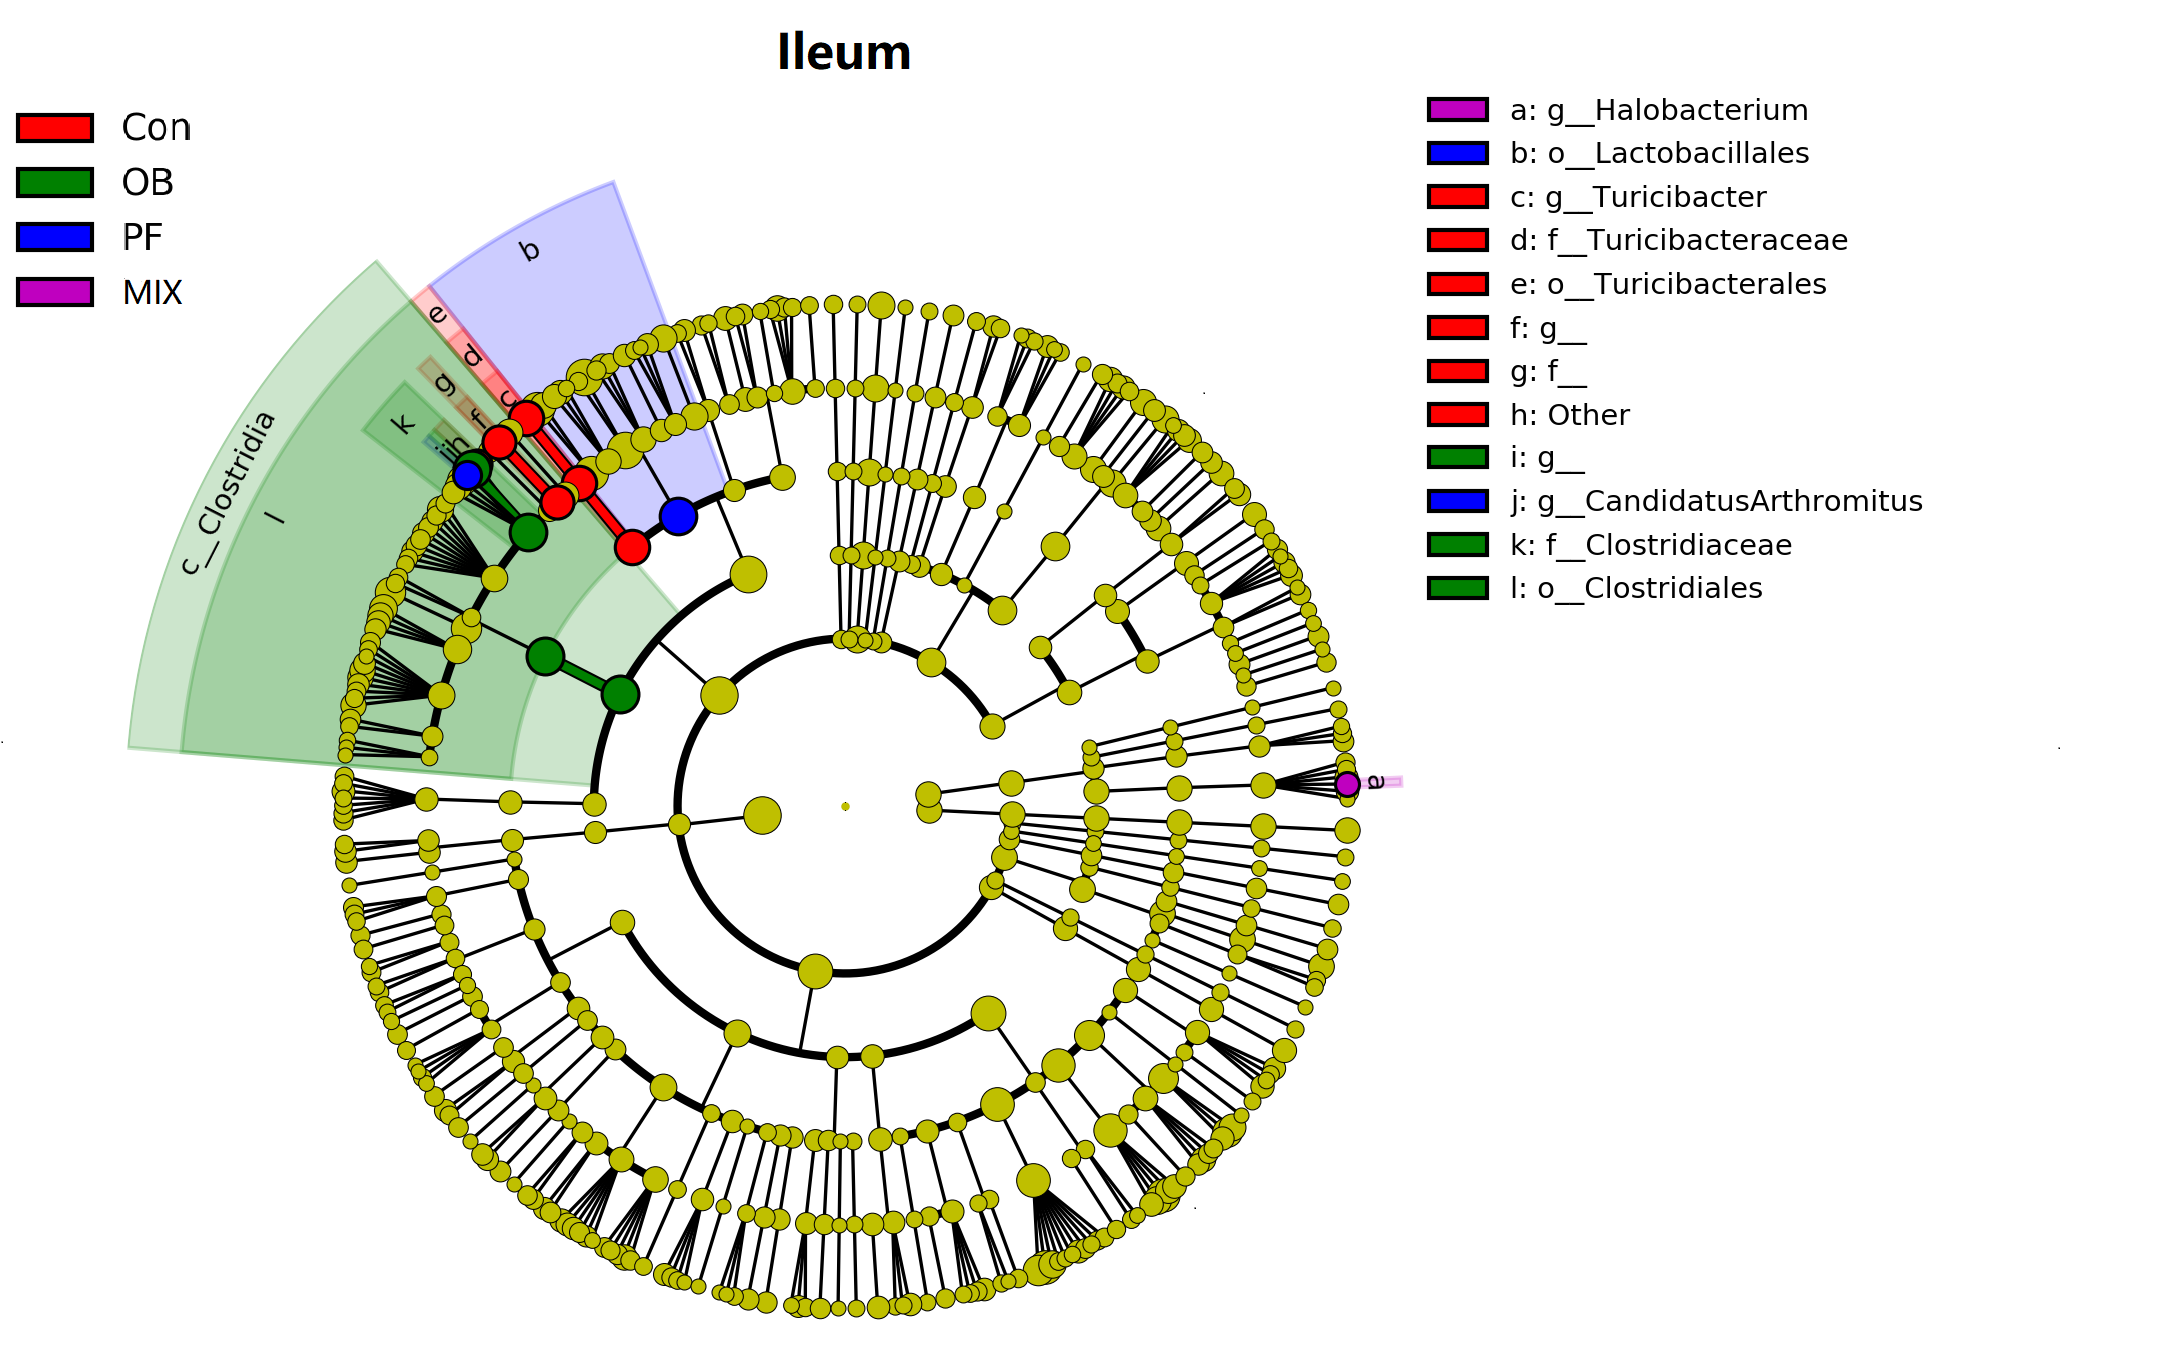 Ileum
Con
OB
PF
MIX
a: g__Halobacterium
b: o__Lactobacillales
c: g__Turicibacter
d: f__Turicibacteraceae
e: o__Turicibacterales
f: g__
g: f__
h: Other
i: g__
j: g__CandidatusArthromitus
k: f__Clostridiaceae
l: o__Clostridiales
b
e
d
c
g
f
k
h
i
j
l
c__Clostridia
a